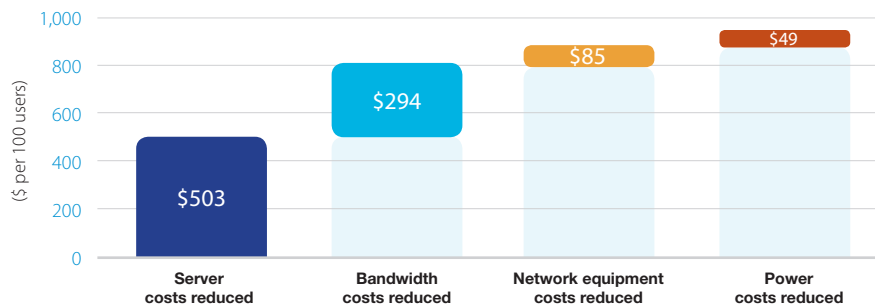 ($ per 100 users)
1,000
800
600
400
200
0
$503
$294
$85
$49
Server
costs reduced
Bandwidth
costs reduced
Network equipment
costs reduced
Power
costs reduced